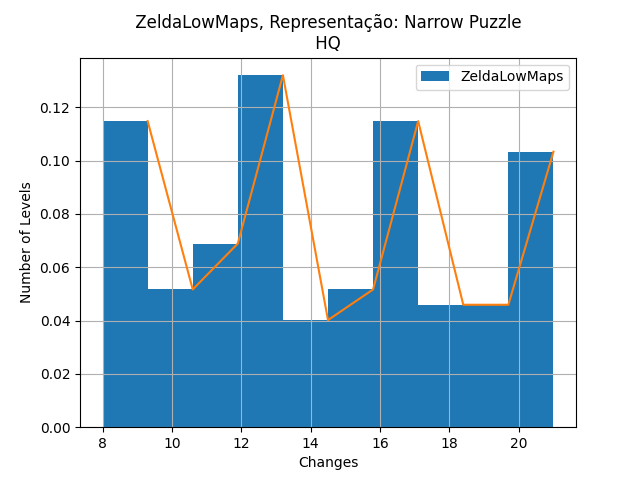 ZeldaLowMaps, Representação: Narrow Puzzle
HQ
ZeldaLowMaps
Number of Levels
0.12
0.10
0.08
0.06
0.04
0.02
0.00
8 10 12 14 16 18 20
Changes